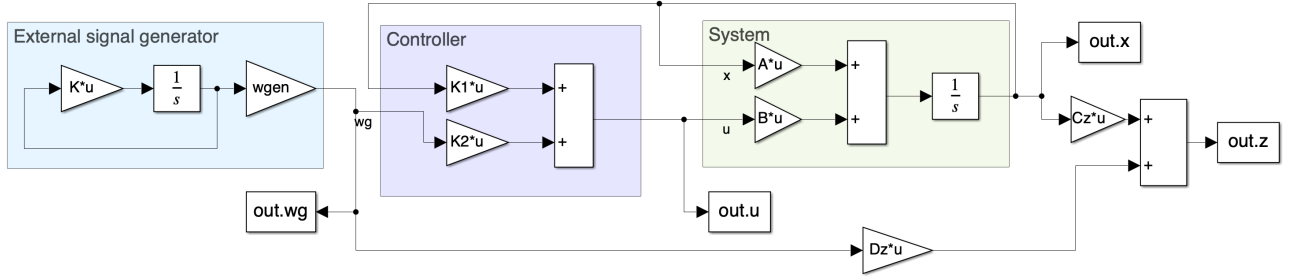 External signal generator
K*u
1
s
wgen
wg
out.wg
Controller
K1*u
+
K2*u
+
out.u
System
x
A*u
+
u
B*u
+
1
s
out.x
Cz*u
+
+
out.z
Dz*u